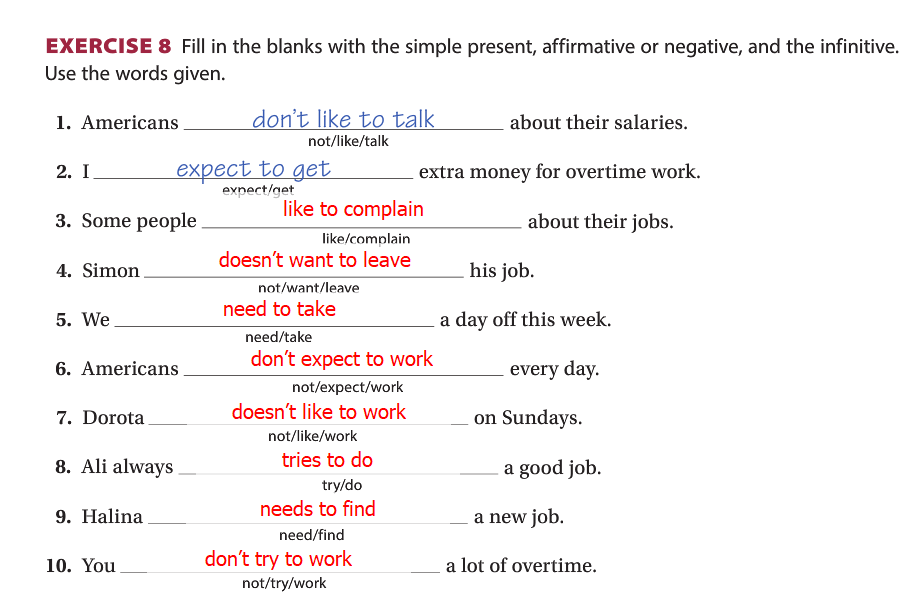 EXERCISE 8 Fill in the blanks with the simple present, affirmative or negative, and the infinitive.
Use the words given.
1. Americans don't like to talk about their salaries.
not/like/talk
2. I expect to get extra money for overtime work.
expect/get
3. Some people like to complain about their jobs.
like/complain
4. Simon doesn't want to leave his job.
not/want/leave
5. We need to take a day off this week.
need/take
6. Americans don't expect to work every day.
not/expect/work
7. Dorota doesn't like to work on Sundays.
not/like/work
8. Ali always tries to do a good job.
try/do
9. Halina needs to find a new job.
need/find
10. You don't try to work a lot of overtime.
not/try/work